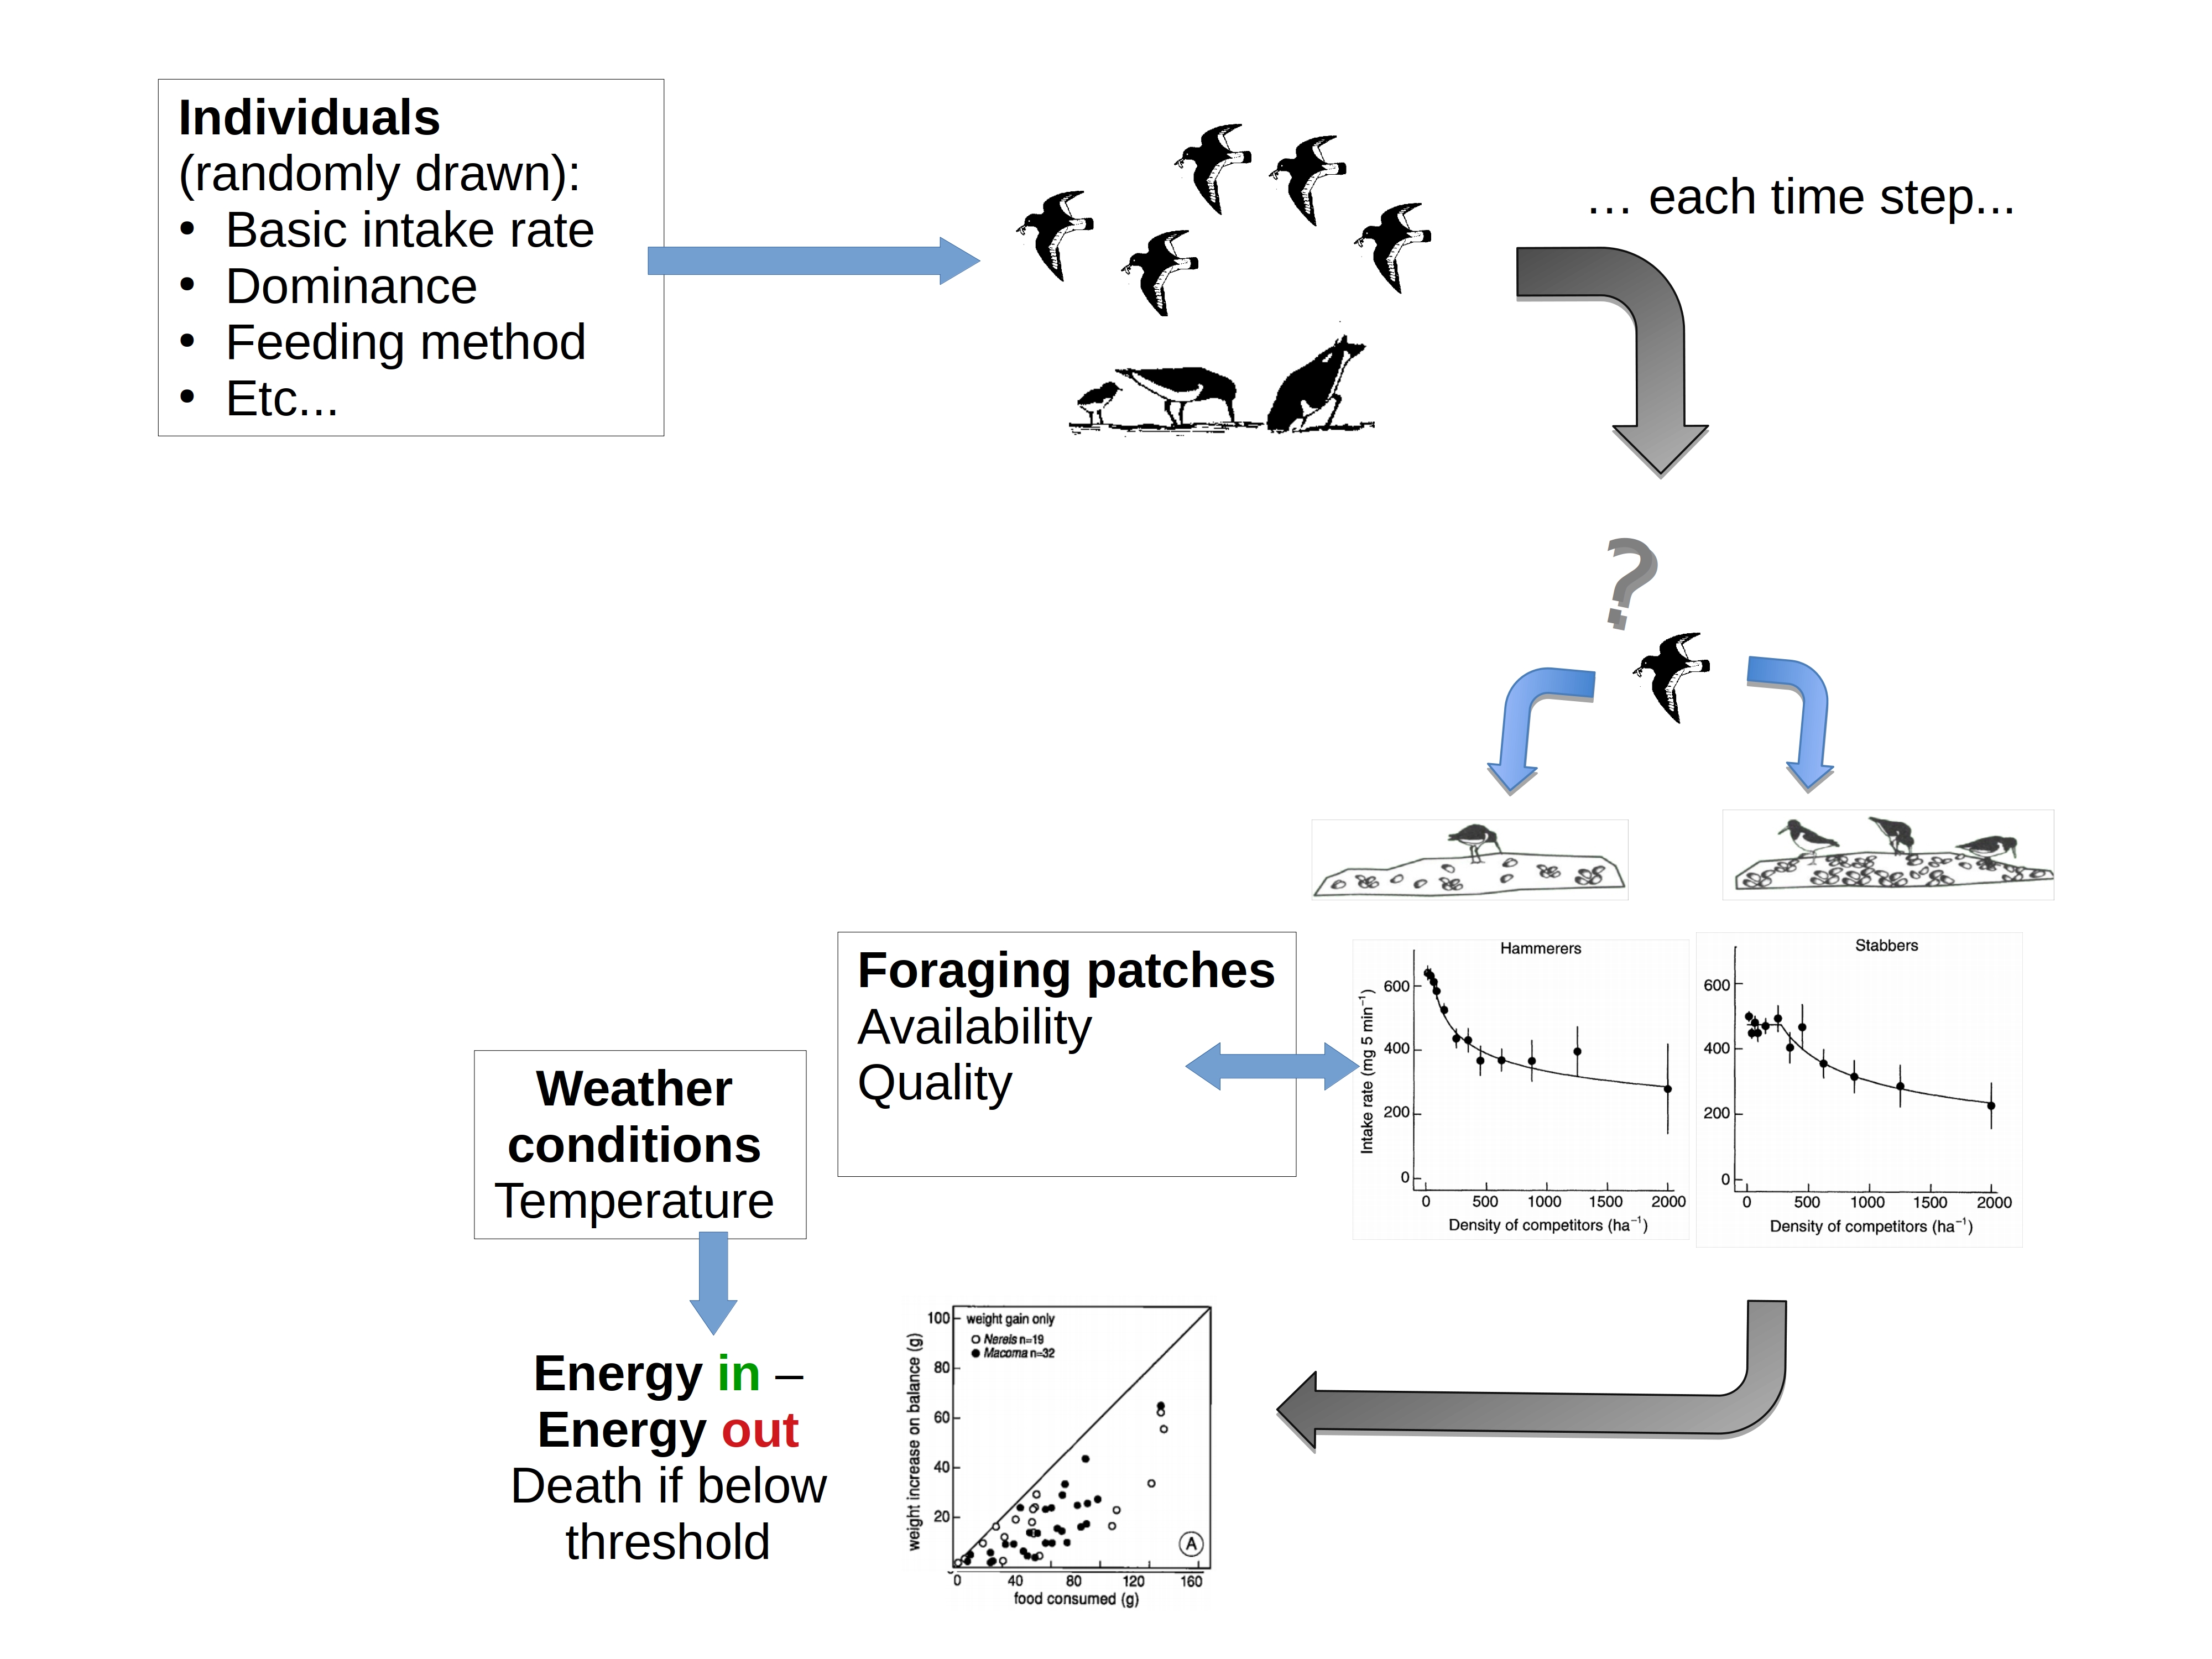 Individuals
(randomly drawn):
• Basic intake rate
• Dominance
• Feeding method
• Etc...
… each time step...
?
Foraging patches
Availability
Quality
Weather
conditions
Temperature
Hammerers
Intake rate (mg 5 min⁻¹)
600
400
200
0
0 500 1000 1500 2000
Density of competitors (ha⁻¹)
Stabbers
600
400
200
0
0 500 1000 1500 2000
Density of competitors (ha⁻¹)
Energy in –
Energy out
Death if below
threshold
weight increase on balance (g)
100
80
60
40
20
weight gain only
Nereis n=19
Macoma n=32
A
0 40 80 120 160
food consumed (g)